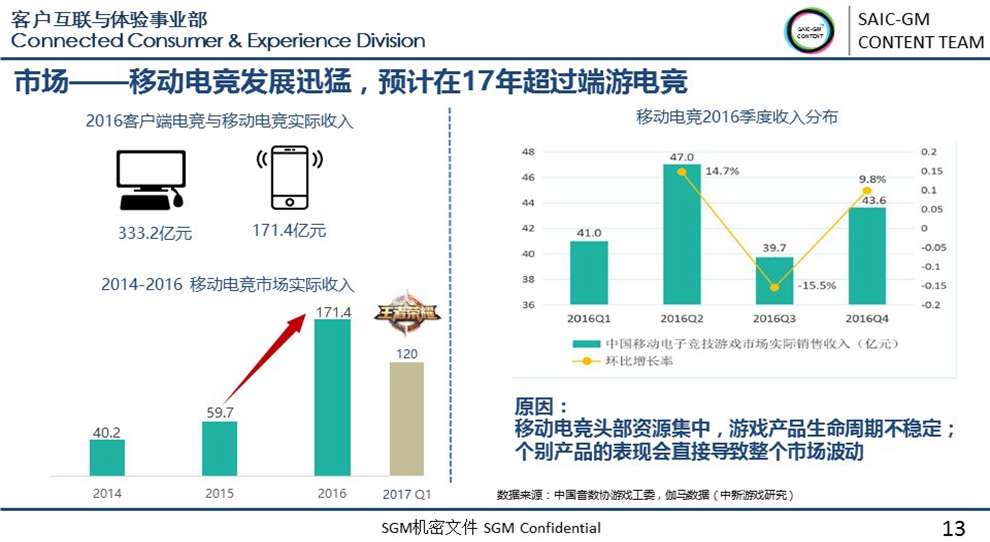 客户互联与体验事业部
Connected Consumer & Experience Division
SAIC-GM
CONTENT
SAIC-GM
CONTENT TEAM
市场——移动电竞发展迅猛，预计在17年超过端游电竞
2016客户端电竞与移动电竞实际收入
333.2亿元
171.4亿元
2014-2016 移动电竞市场实际收入
40.2
59.7
171.4
王者荣耀
120
2014
2015
2016
2017 Q1
移动电竞2016季度收入分布
48
46
44
42
40
38
36
0.2
0.15
0.1
0.05
0
-0.05
-0.1
-0.15
-0.2
41.0
47.0
39.7
43.6
14.7%
-15.5%
9.8%
2016Q1
2016Q2
2016Q3
2016Q4
中国移动电子竞技游戏市场实际销售收入（亿元）
环比增长率
原因：
移动电竞头部资源集中，游戏产品生命周期不稳定；
个别产品的表现会直接导致整个市场波动
数据来源：中国音数协游戏工委，伽马数据（中新游戏研究）
SGM机密文件 SGM Confidential
13